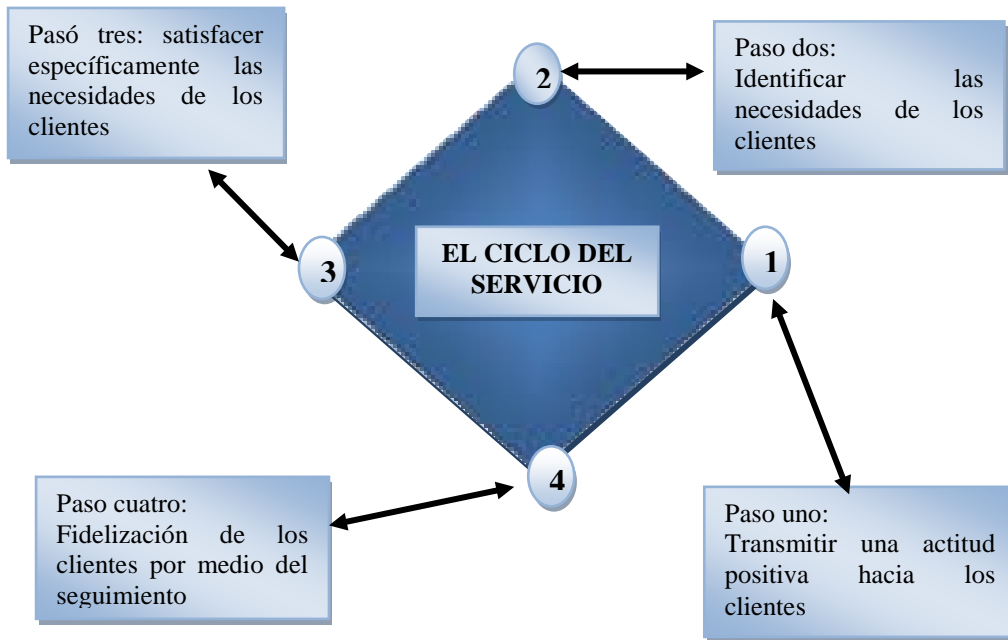 Pasó tres: satisfacer
específicamente las
necesidades de los
clientes
2
Paso dos:
Identificar las
necesidades de los
clientes
3
EL CICLO DEL
SERVICIO
1
4
Paso cuatro:
Fidelización de los
clientes por medio del
seguimiento
Paso uno:
Transmitir una actitud
positiva hacia los
clientes